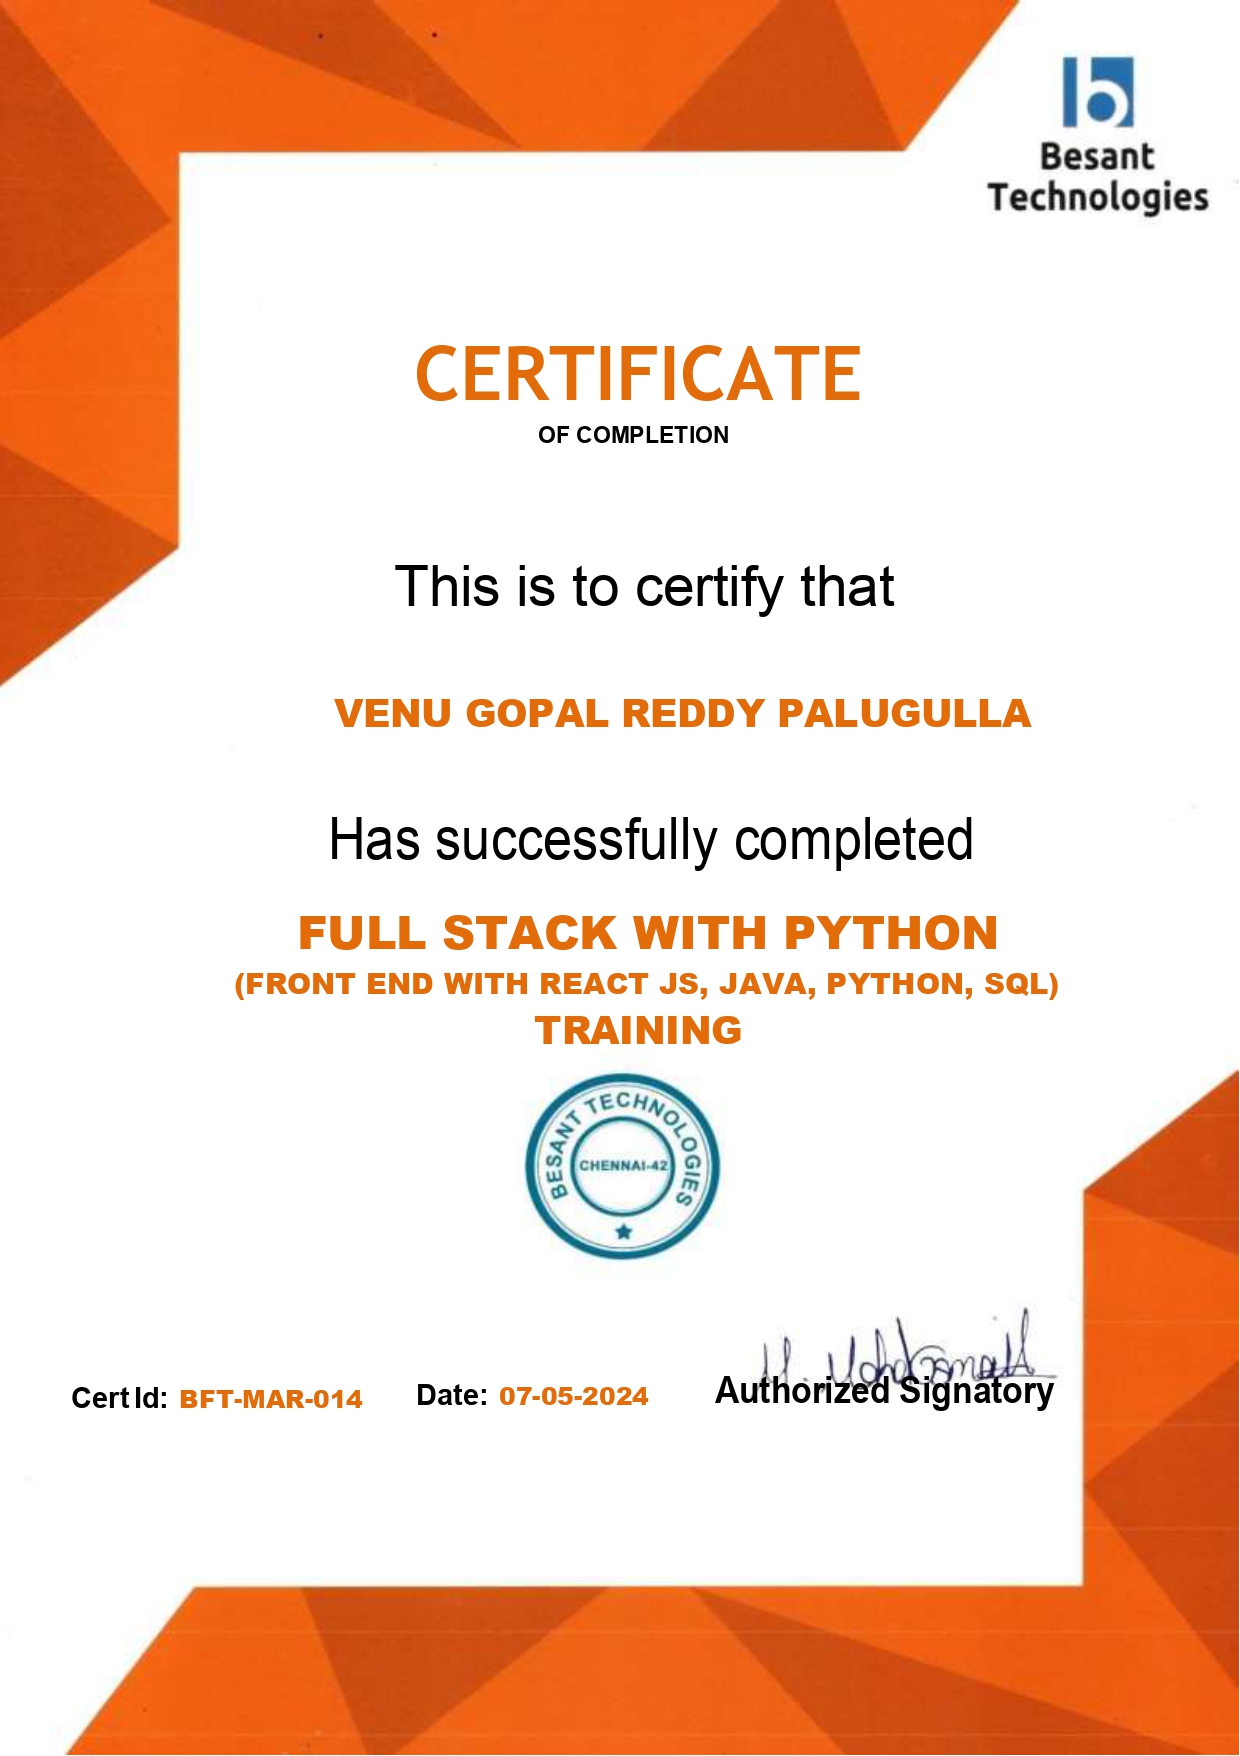 Besant
Technologies
CERTIFICATE
OF COMPLETION
This is to certify that
VENU GOPAL REDDY PALUGULLA
Has successfully completed
FULL STACK WITH PYTHON
(FRONT END WITH REACT JS, JAVA, PYTHON, SQL)
TRAINING
BESANT TECHNOLOGIES
CHENNAI-42
Cert Id: BFT-MAR-014 Date: 07-05-2024 Authorized Signatory